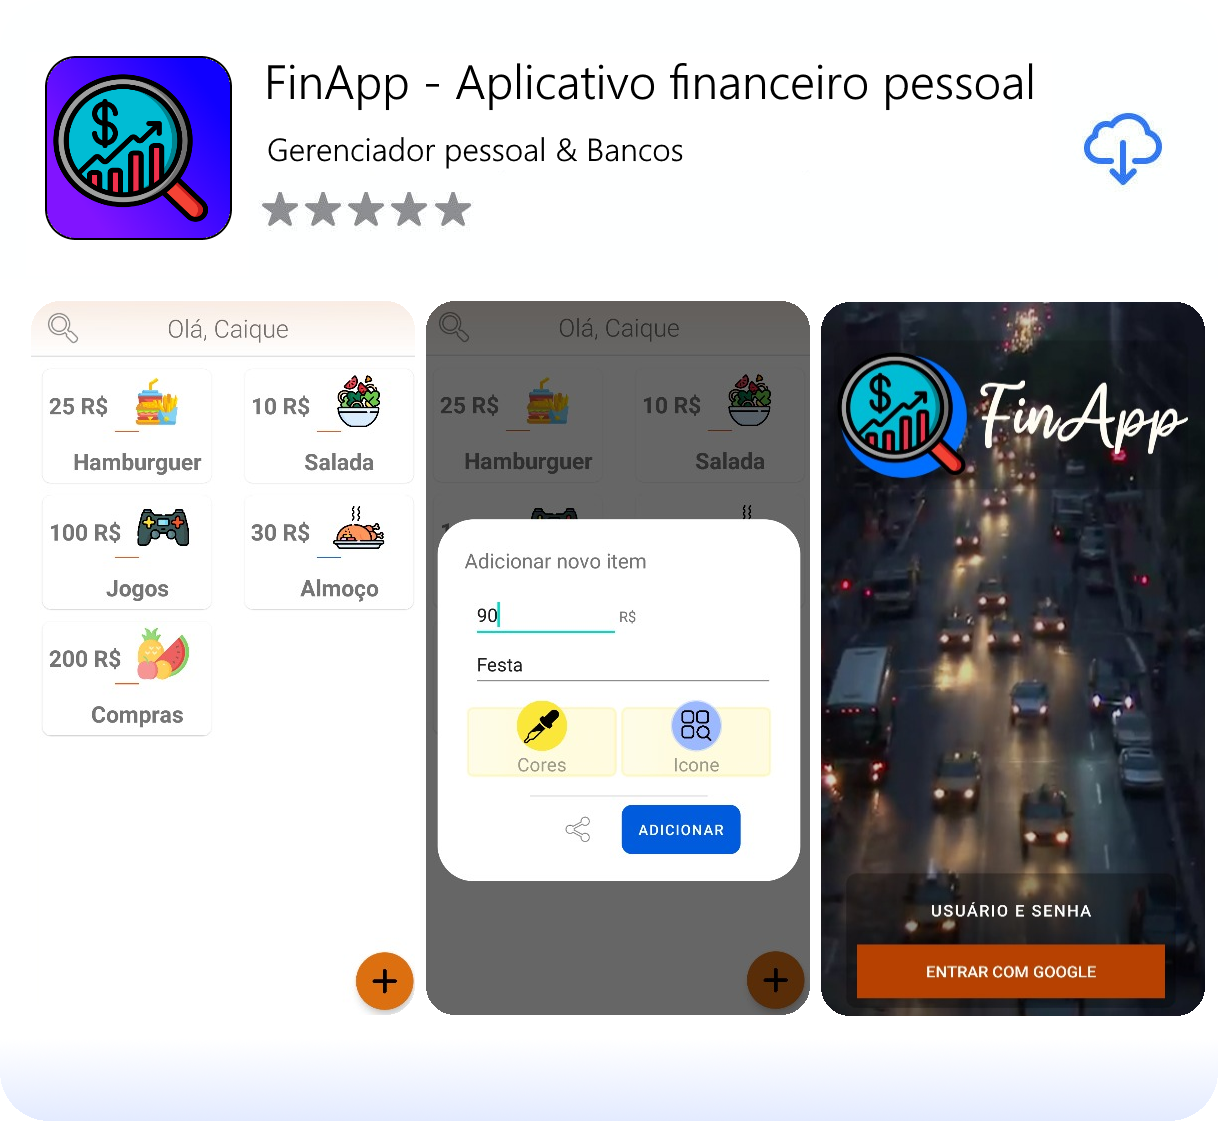 FinApp - Aplicativo financeiro pessoal
Gerenciador pessoal & Bancos
Olá, Caique
25 R$
Hamburguer
10 R$
Salada
100 R$
Jogos
30 R$
Almoço
200 R$
Compras
Olá, Caique
25 R$
Hamburguer
10 R$
Salada
Adicionar novo item
90 R$
Festa
Cores
Icone
ADICIONAR
FinApp
USUÁRIO E SENHA
ENTRAR COM GOOGLE